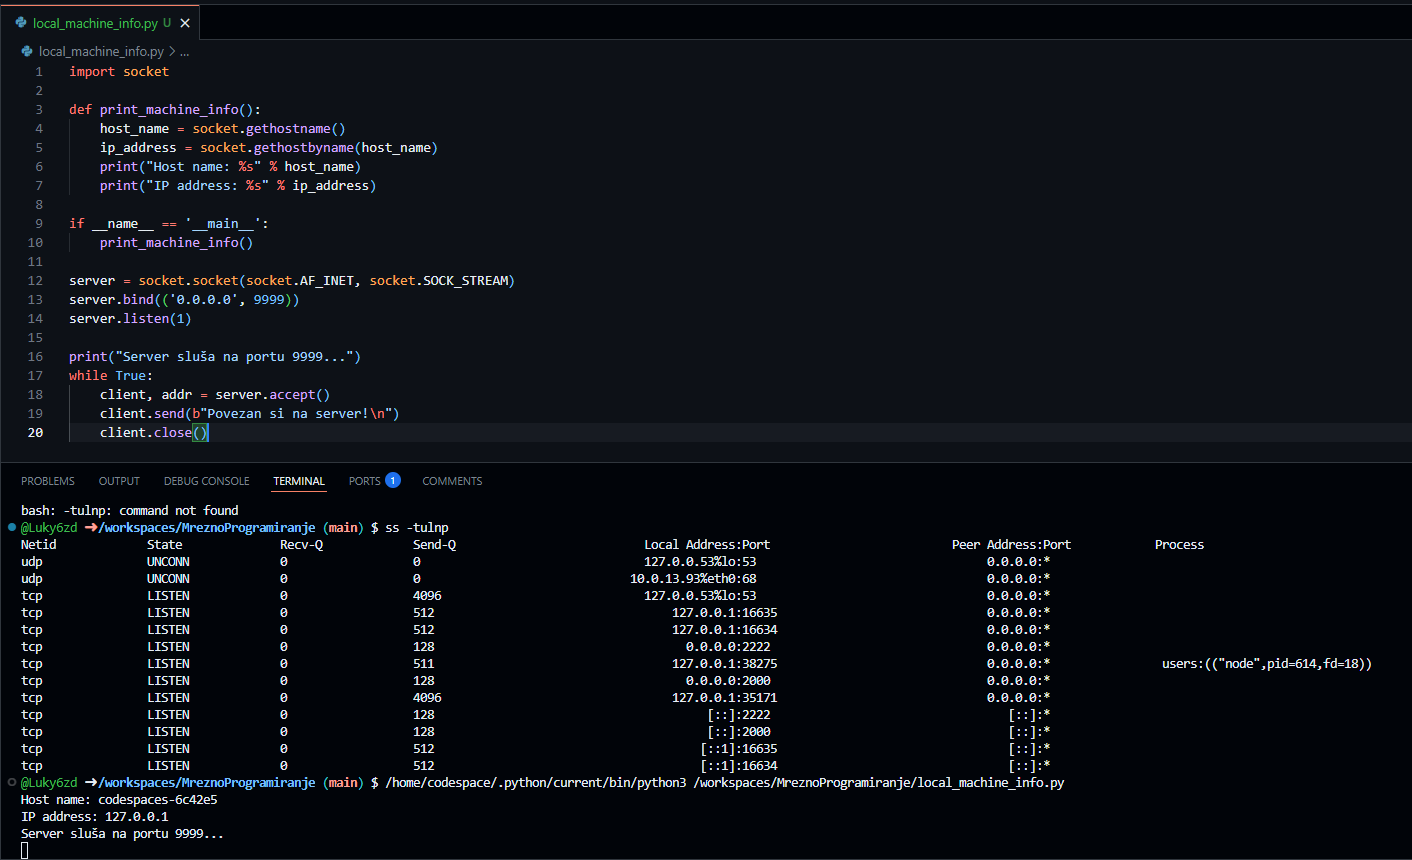 local_machine_info.py U ×
local_machine_info.py > ...
1 import socket
2
3 def print_machine_info():
4 host_name = socket.gethostname()
5 ip_address = socket.gethostbyname(host_name)
6 print("Host name: %s" % host_name)
7 print("IP address: %s" % ip_address)
8
9 if __name__ == '__main__':
10 print_machine_info()
11
12 server = socket.socket(socket.AF_INET, socket.SOCK_STREAM)
13 server.bind(('0.0.0.0', 9999))
14 server.listen(1)
15
16 print("Server sluša na portu 9999...")
17 while True:
18 client, addr = server.accept()
19 client.send(b"Povezan si na server!\n")
20 client.close()
PROBLEMS OUTPUT DEBUG CONSOLE TERMINAL PORTS 1 COMMENTS
bash: -tulnp: command not found
@Luky6zd ➜/workspaces/MreznoProgramiranje (main) $ ss -tulnp
Netid State Recv-Q Send-Q Local Address:Port Peer Address:Port Process
udp UNCONN 0 0 127.0.0.53%lo:53 0.0.0.0:*
udp UNCONN 0 0 10.0.13.93%eth0:68 0.0.0.0:*
tcp LISTEN 0 4096 127.0.0.53%lo:53 0.0.0.0:*
tcp LISTEN 0 512 127.0.0.1:16635 0.0.0.0:*
tcp LISTEN 0 512 127.0.0.1:16634 0.0.0.0:*
tcp LISTEN 0 128 0.0.0.0:2222 0.0.0.0:*
tcp LISTEN 0 511 127.0.0.1:38275 0.0.0.0:* users:(("node",pid=614,fd=18))
tcp LISTEN 0 128 0.0.0.0:2000 0.0.0.0:*
tcp LISTEN 0 4096 127.0.0.1:35171 0.0.0.0:*
tcp LISTEN 0 128 [::]:2222 [::]:*
tcp LISTEN 0 128 [::]:2000 [::]:*
tcp LISTEN 0 512 [::1]:16635 [::]:*
tcp LISTEN 0 512 [::1]:16634 [::]:*
@Luky6zd ➜/workspaces/MreznoProgramiranje (main) $ /home/codespace/.python/current/bin/python3 /workspaces/MreznoProgramiranje/local_machine_info.py
Host name: codespaces-6c42e5
IP address: 127.0.0.1
Server sluša na portu 9999...